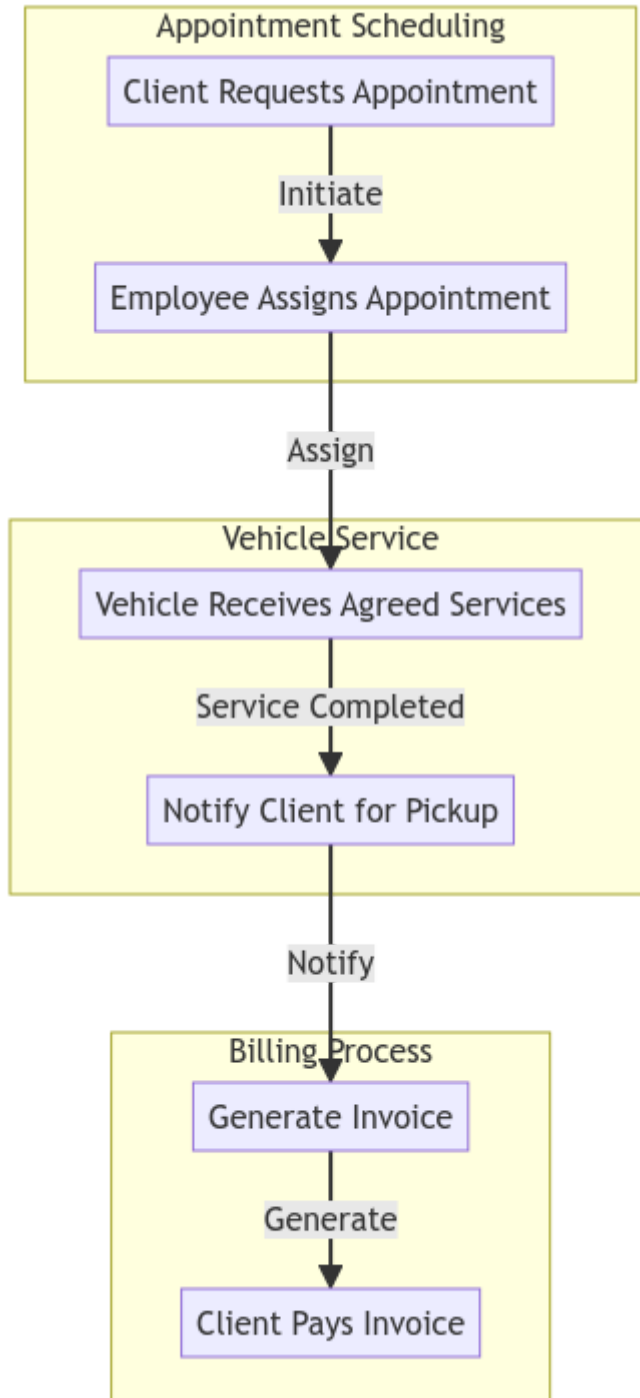 Appointment Scheduling
Client Requests Appointment
Initiate
Employee Assigns Appointment
Assign
Vehicle Service
Vehicle Receives Agreed Services
Service Completed
Notify Client for Pickup
Notify
Billing Process
Generate Invoice
Generate
Client Pays Invoice